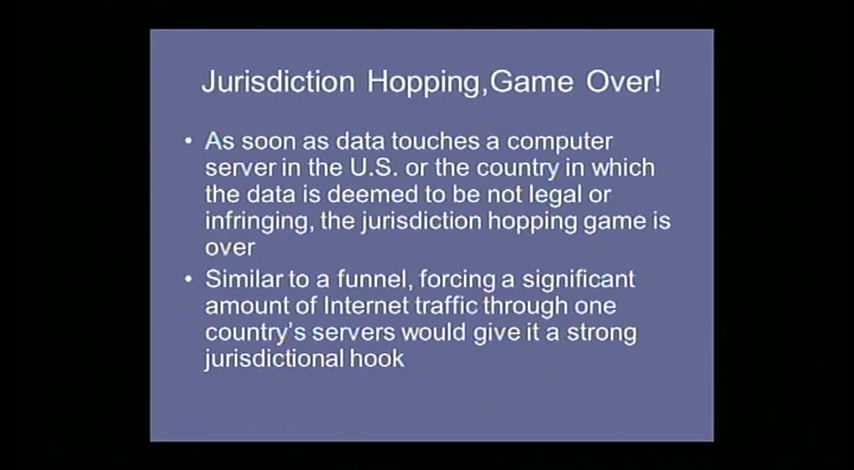 Jurisdiction Hopping,Game Over!
• As soon as data touches a computer
server in the U.S. or the country in which
the data is deemed to be not legal or
infringing, the jurisdiction hopping game is
over
• Similar to a funnel, forcing a significant
amount of Internet traffic through one
country's servers would give it a strong
jurisdictional hook